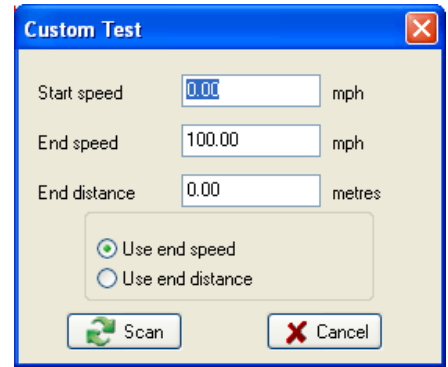 Custom Test
Start speed 0.00 mph
End speed 100.00 mph
End distance 0.00 metres
Use end speed
Use end distance
Scan Cancel